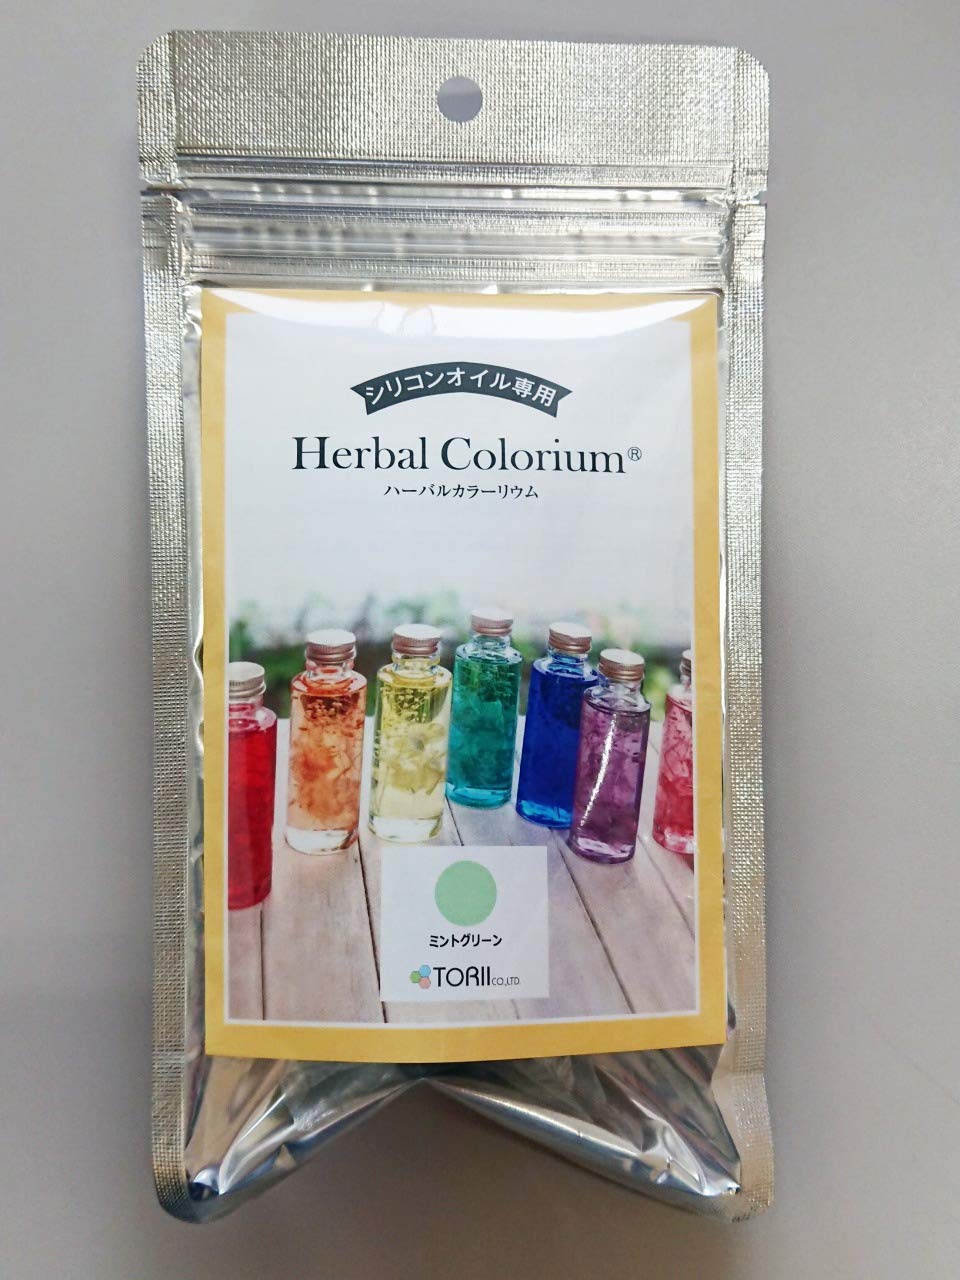 シリコンオイル専用
Herbal Colorium®
ハーバルカラーリウム
ミントグリーン
TORII CO.,LTD.